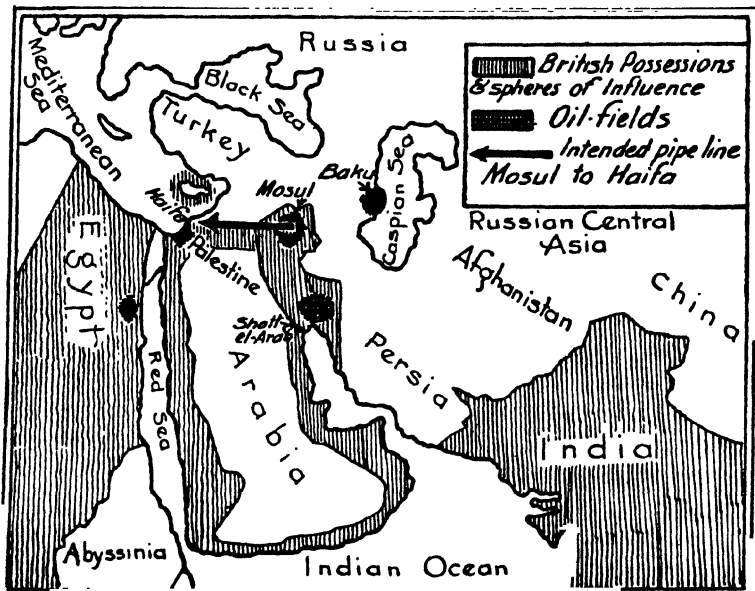 Russia
Mediterranean
Sea
Black Sea
Turkey
British Possessions
& spheres of Influence
Oil-fields
Intended pipe line
Mosul to Haifa
Haifa
Mosul
Baku
Caspian Sea
Russian Central
Asia
Egypt
Palestine
Afghanistan
China
Shatt-
el-Arab
Persia
Red Sea
Arabia
India
Abyssinia
Indian Ocean